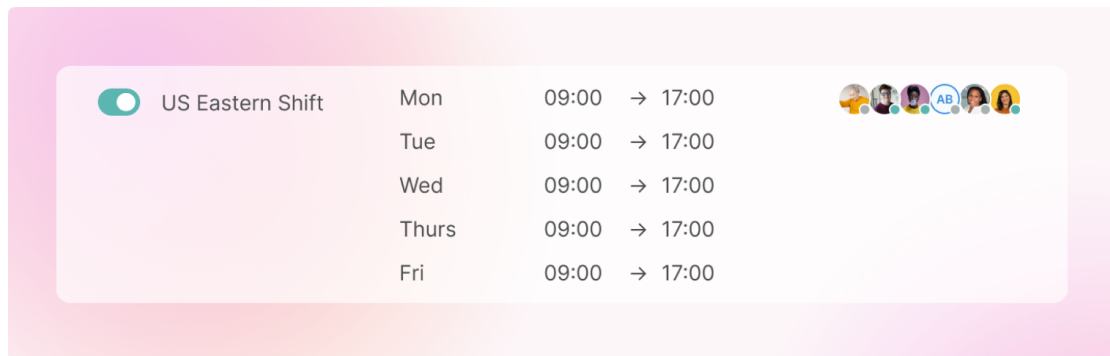 US Eastern Shift Mon 09:00 → 17:00 AB
Tue 09:00 → 17:00
Wed 09:00 → 17:00
Thurs 09:00 → 17:00
Fri 09:00 → 17:00